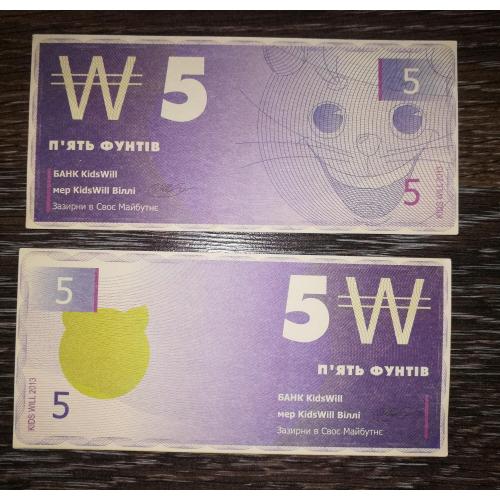 ₩ 5
5
П'ЯТЬ ФУНТІВ
БАНК KidsWill
мер KidsWill Віллі
Зазирни в Своє Майбутнє
5
KIDS WILL 2013
5
5 ₩
П'ЯТЬ ФУНТІВ
БАНК KidsWill
мер KidsWill Віллі
Зазирни в Своє Майбутнє
5
KIDS WILL 2013